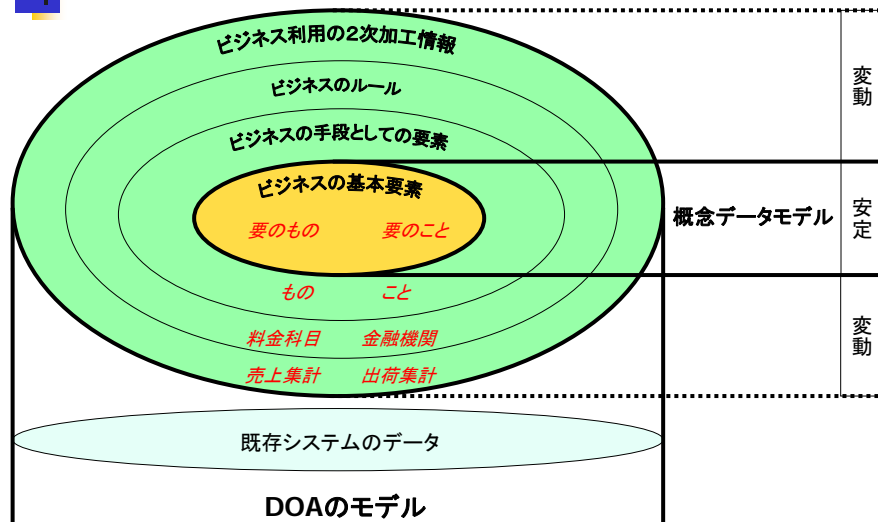 ビジネス利用の2次加工情報
ビジネスのルール
ビジネスの手段としての要素
ビジネスの基本要素
要のもの 要のこと
もの こと
料金科目 金融機関
売上集計 出荷集計
概念データモデル
変動
安定
変動
既存システムのデータ
DOAのモデル